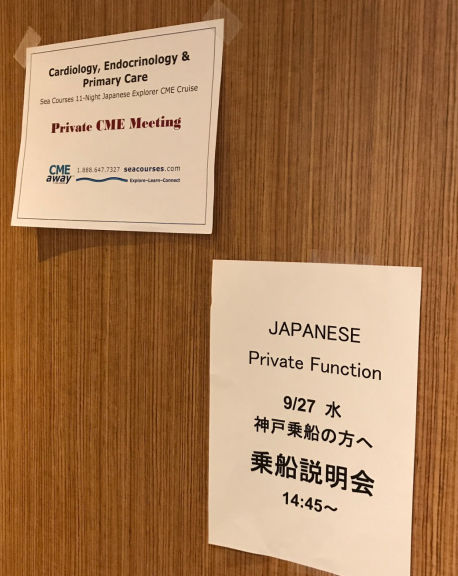 Cardiology, Endocrinology &
Primary Care
Sea Courses 11-Night Japanese Explorer CME Cruise
Private CME Meeting
CME away 1.888.647.7327 seacourses.com
Explore-Learn-Connect
JAPANESE
Private Function
9/27 水
神戸乗船の方へ
乗船説明会
14:45～